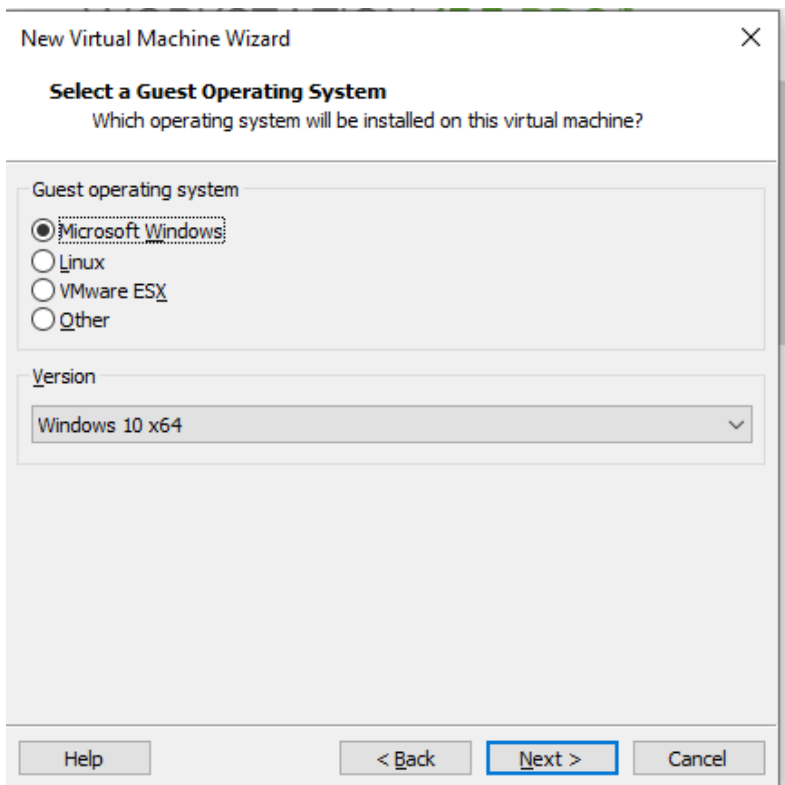 New Virtual Machine Wizard
Select a Guest Operating System
Which operating system will be installed on this virtual machine?
Guest operating system
Microsoft Windows
Linux
VMware ESX
Other
Version
Windows 10 x64
Help
< Back
Next >
Cancel